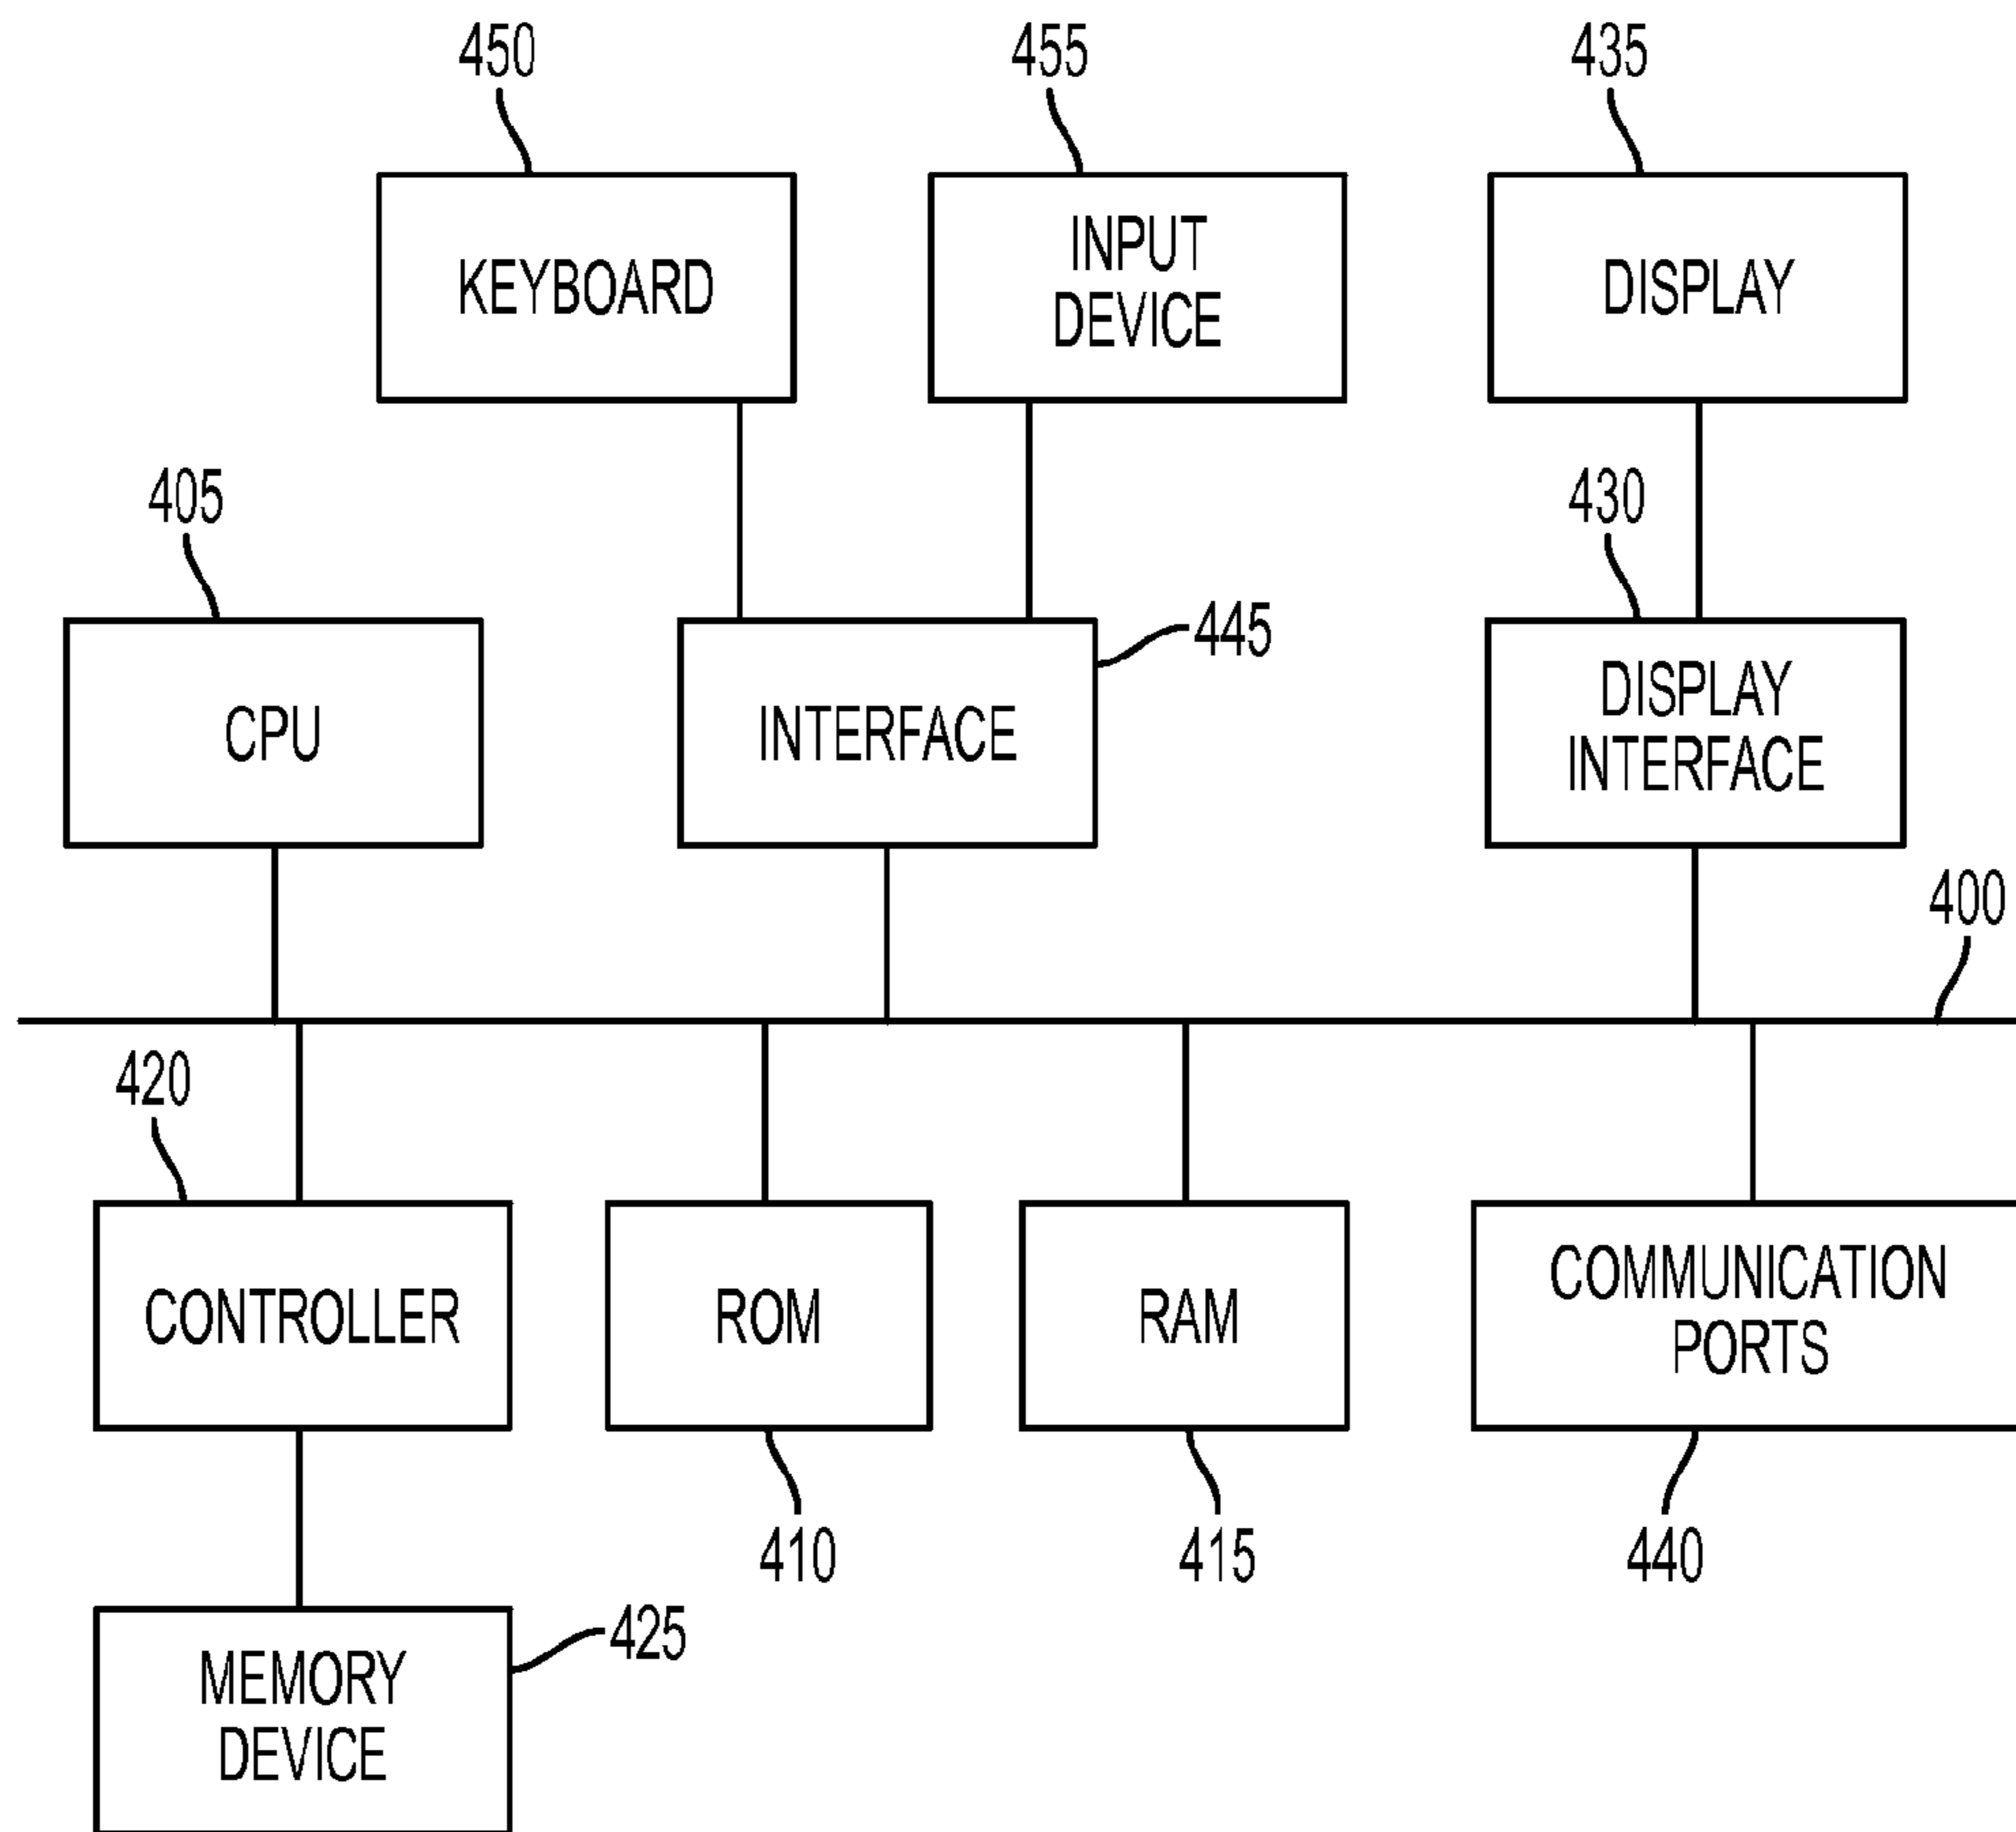 450
455
435
KEYBOARD
INPUT
DEVICE
DISPLAY
405
430
445
CPU
INTERFACE
DISPLAY
INTERFACE
400
420
CONTROLLER
ROM
RAM
COMMUNICATION
PORTS
410
415
440
425
MEMORY
DEVICE